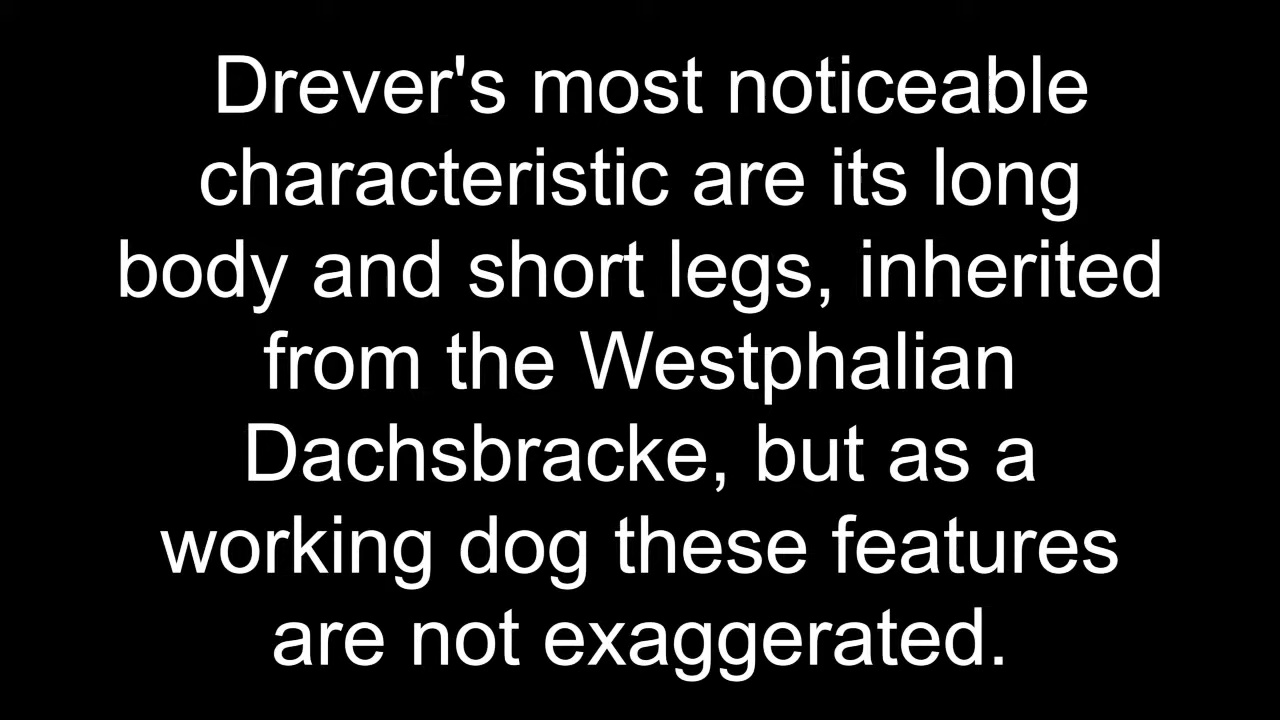 Drever's most noticeable
characteristic are its long
body and short legs, inherited
from the Westphalian
Dachsbracke, but as a
working dog these features
are not exaggerated.